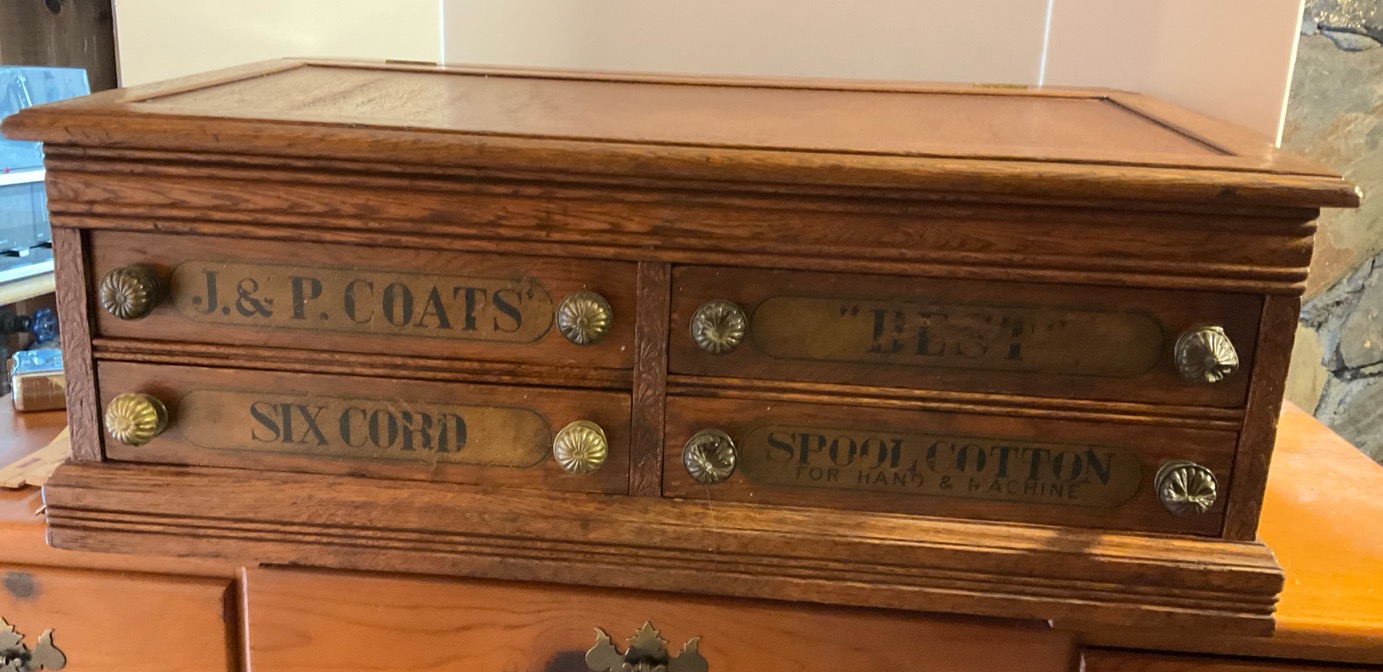 J. & P. COATS'
"BEST"
SIX CORD
SPOOL COTTON
FOR HAND & MACHINE